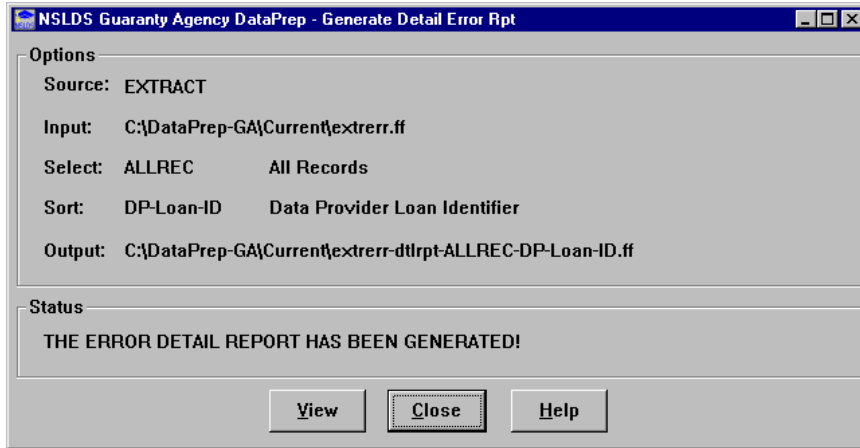 NSLDS Guaranty Agency DataPrep - Generate Detail Error Rpt
Options
Source: EXTRACT
Input: C:\DataPrep-GA\Current\extrerr.ff
Select: ALLREC All Records
Sort: DP-Loan-ID Data Provider Loan Identifier
Output: C:\DataPrep-GA\Current\extrerr-dtlrpt-ALLREC-DP-Loan-ID.ff
Status
THE ERROR DETAIL REPORT HAS BEEN GENERATED!
View Close Help